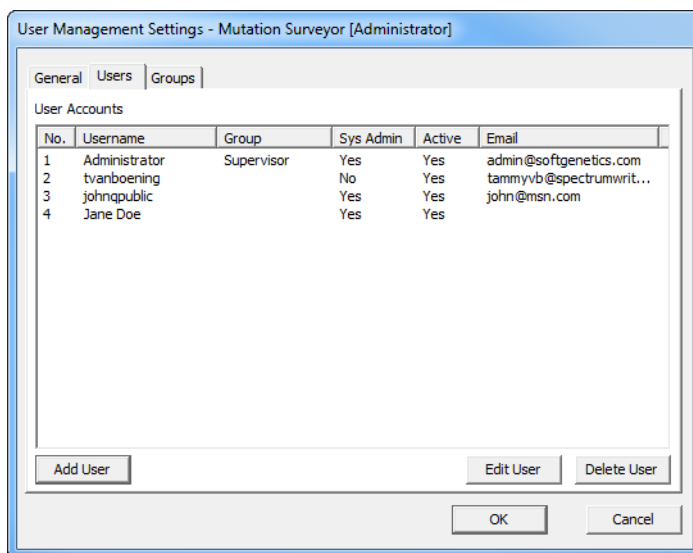 User Management Settings - Mutation Surveyor [Administrator]
General Users Groups
User Accounts
No. Username Group Sys Admin Active Email
1 Administrator Supervisor Yes Yes admin@softgenetics.com
2 tvanboening No Yes tammyvb@spectrumwrit...
3 johnqpublic Yes Yes john@msn.com
4 Jane Doe Yes Yes
Add User Edit User Delete User
OK Cancel